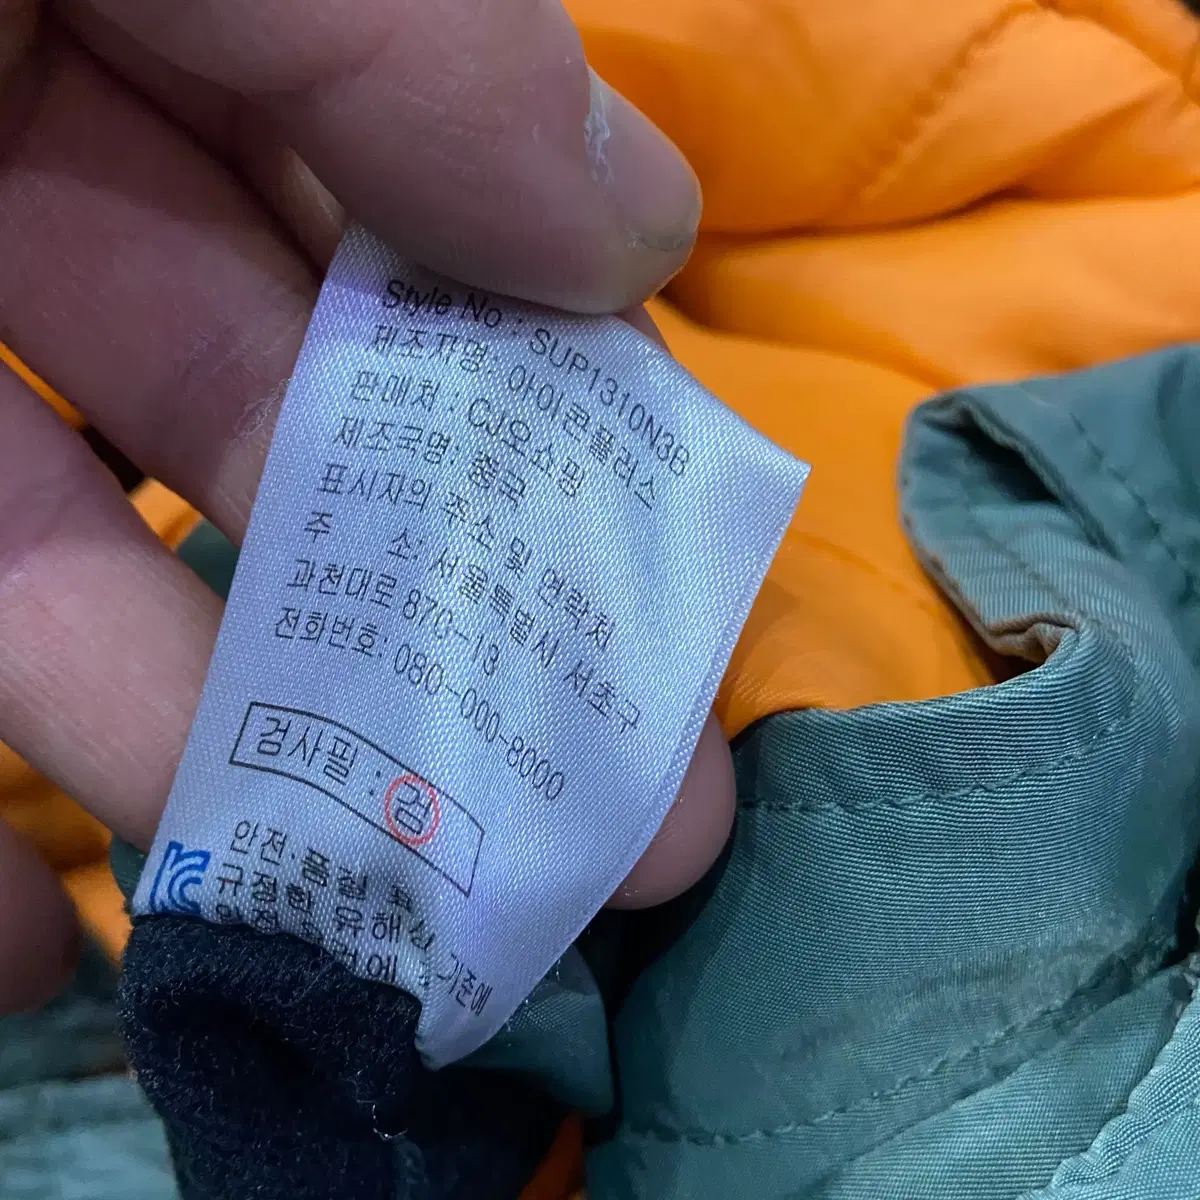 Style No : SUP1310N3B
제조자명: 아이콘플러스
판매처 : CJ오쇼핑
제조국명: 중국
표시자의 주소 및 연락처
주 소: 서울특별시 서초구
과천대로 870-13
전화번호: 080-000-8000
검사필 : 검
안전·품질 표
규정한 유해성 기준에